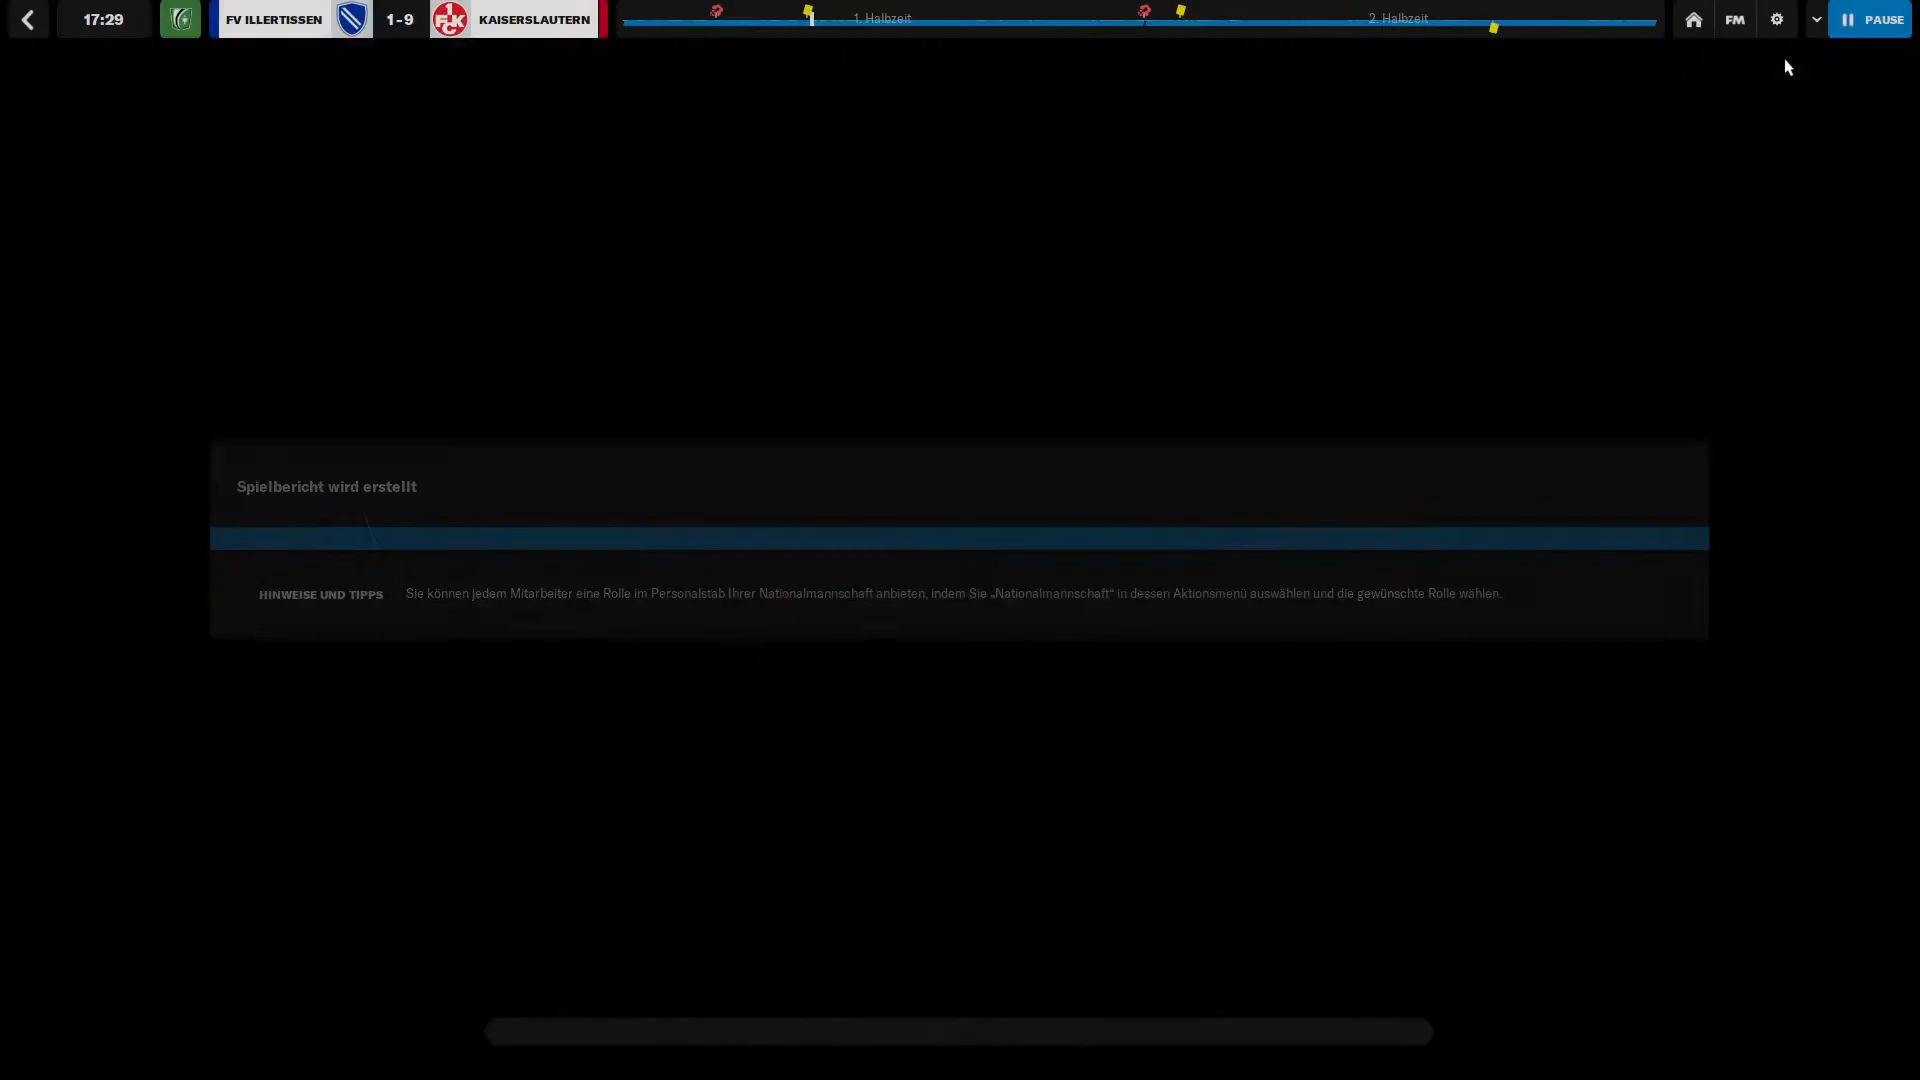 17:29
FV ILLERTISSEN
1 - 9
1
FCK
KAISERSLAUTERN
1. Halbzeit
2. Halbzeit
FM
PAUSE
Spielbericht wird erstellt
HINWEISE UND TIPPS
Sie können jedem Mitarbeiter eine Rolle im Personalstab Ihrer Nationalmannschaft anbieten, indem Sie „Nationalmannschaft“ in dessen Aktionsmenü auswählen und die gewünschte Rolle wählen.